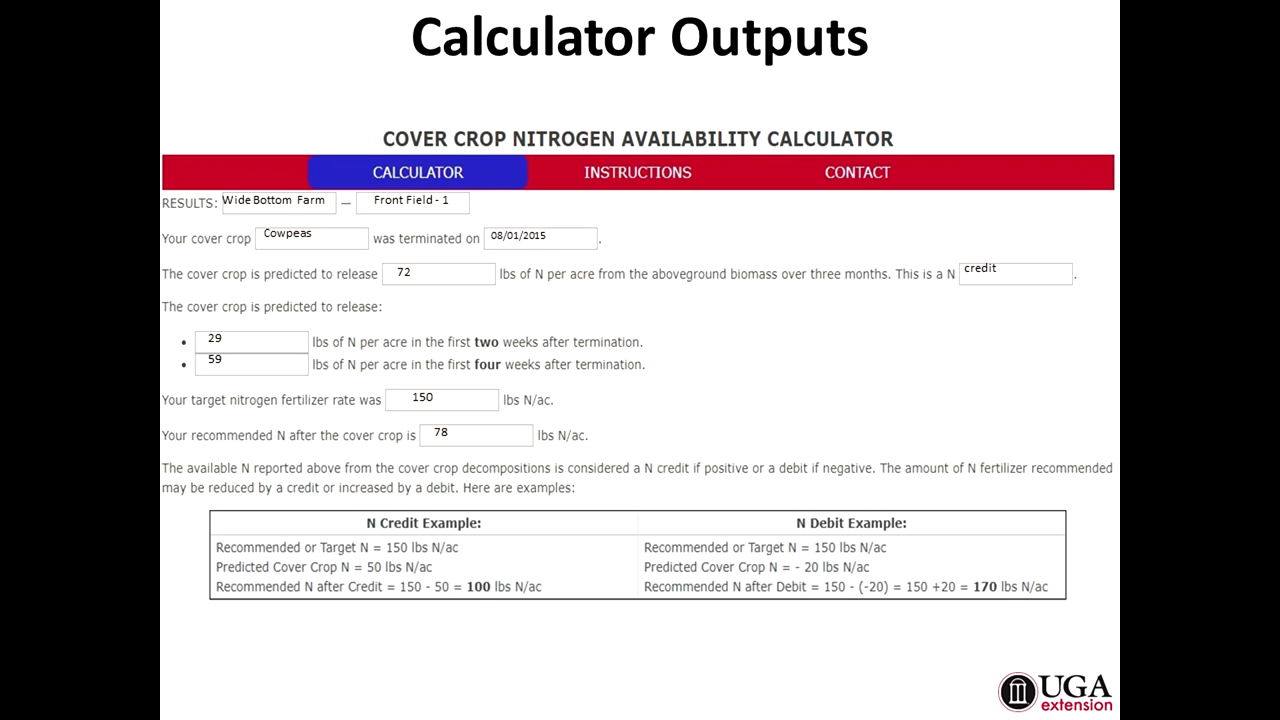 Calculator Outputs
COVER CROP NITROGEN AVAILABILITY CALCULATOR
CALCULATOR INSTRUCTIONS CONTACT
RESULTS: Wide Bottom Farm — Front Field - 1
Your cover crop Cowpeas was terminated on 08/01/2015 .
The cover crop is predicted to release 72 lbs of N per acre from the aboveground biomass over three months. This is a N credit .
The cover crop is predicted to release:
• 29 lbs of N per acre in the first two weeks after termination.
• 59 lbs of N per acre in the first four weeks after termination.
Your target nitrogen fertilizer rate was 150 lbs N/ac.
Your recommended N after the cover crop is 78 lbs N/ac.
The available N reported above from the cover crop decompositions is considered a N credit if positive or a debit if negative. The amount of N fertilizer recommended
may be reduced by a credit or increased by a debit. Here are examples:
N Credit Example: N Debit Example:
Recommended or Target N = 150 lbs N/ac Recommended or Target N = 150 lbs N/ac
Predicted Cover Crop N = 50 lbs N/ac Predicted Cover Crop N = - 20 lbs N/ac
Recommended N after Credit = 150 - 50 = 100 lbs N/ac Recommended N after Debit = 150 - (-20) = 150 +20 = 170 lbs N/ac
UGA
extension